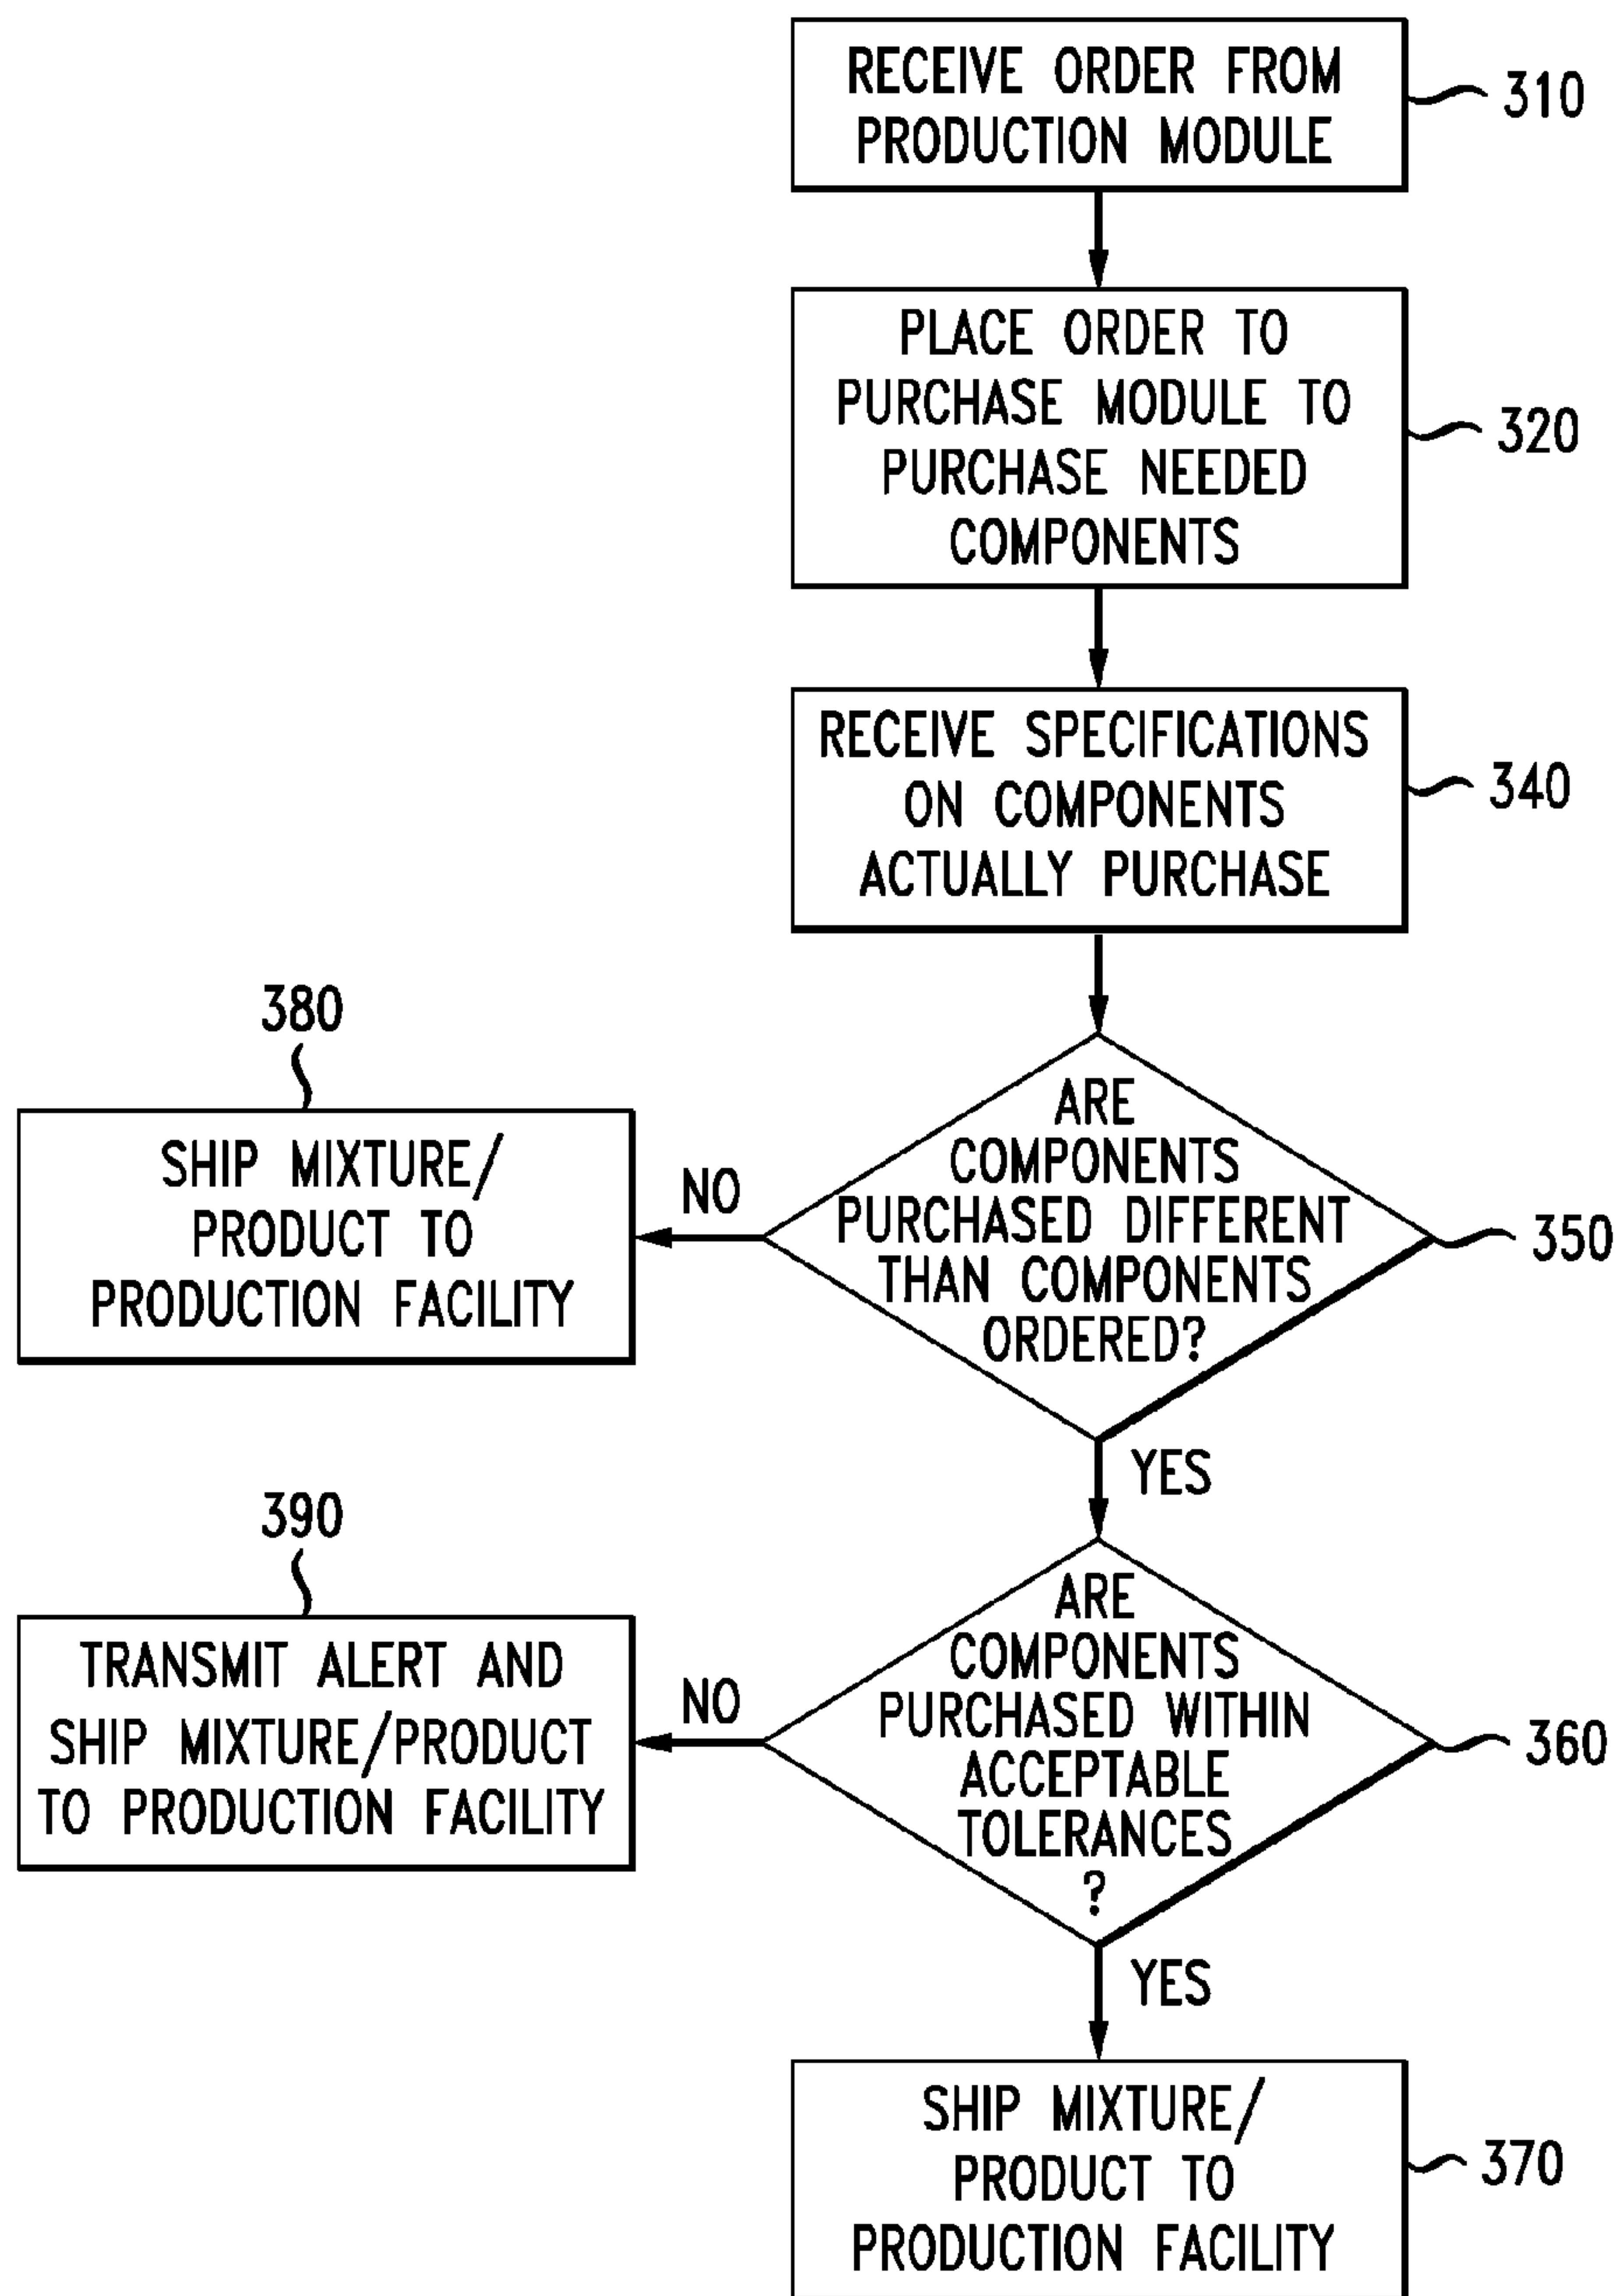 RECEIVE ORDER FROM
PRODUCTION MODULE
310
PLACE ORDER TO
PURCHASE MODULE TO
PURCHASE NEEDED
COMPONENTS
320
RECEIVE SPECIFICATIONS
ON COMPONENTS
ACTUALLY PURCHASE
340
ARE
COMPONENTS
PURCHASED DIFFERENT
THAN COMPONENTS
ORDERED?
350
NO
380
SHIP MIXTURE/
PRODUCT TO
PRODUCTION FACILITY
YES
ARE
COMPONENTS
PURCHASED WITHIN
ACCEPTABLE
TOLERANCES
?
360
NO
390
TRANSMIT ALERT AND
SHIP MIXTURE/PRODUCT
TO PRODUCTION FACILITY
YES
SHIP MIXTURE/
PRODUCT TO
PRODUCTION FACILITY
370